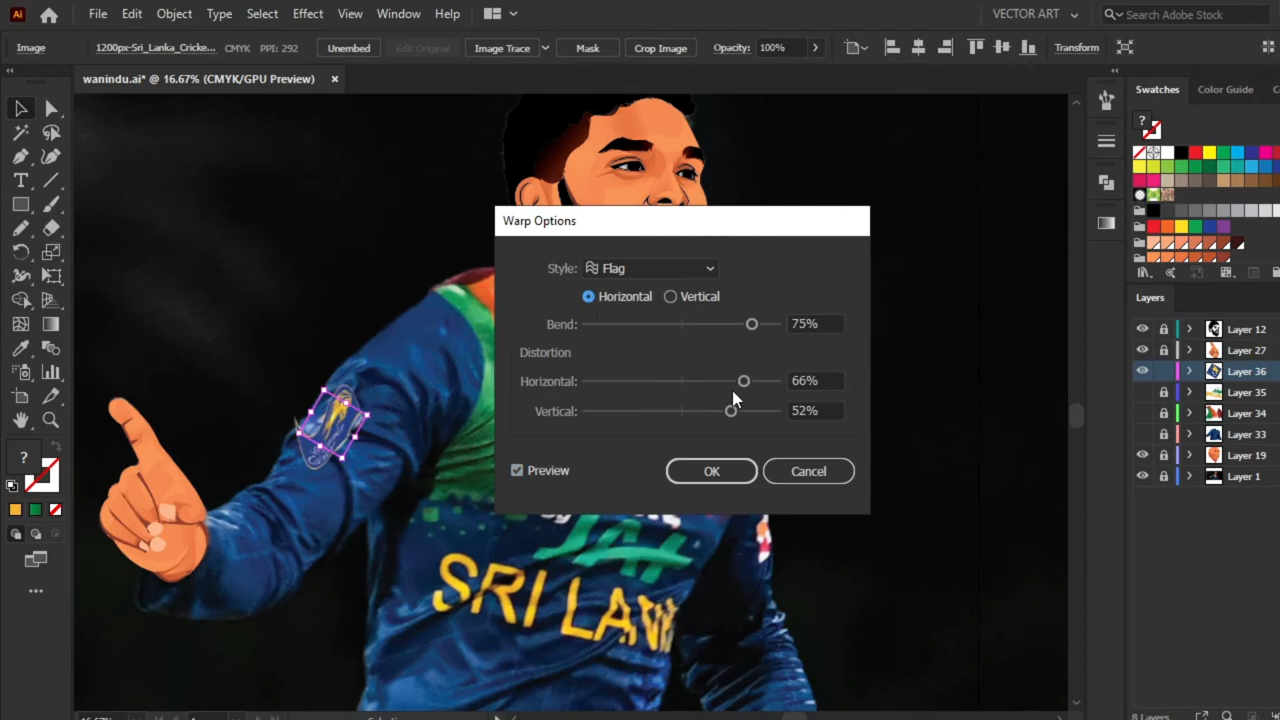 Ai File Edit Object Type Select Effect View Window Help VECTOR ART Search Adobe Stock
Image 1200px-Sri_Lanka_Cricke... CMYK PPI: 292 Unembed Edit Original Image Trace Mask Crop Image Opacity: 100% Transform
wanindu.ai* @ 16.67% (CMYK/GPU Preview) ×
Swatches Color Guide
Warp Options
Style: Flag
Horizontal Vertical
Bend: 75%
Distortion
Horizontal: 66%
Vertical: 52%
Preview OK Cancel
Layers
Layer 12
Layer 27
Layer 36
Layer 35
Layer 34
Layer 33
Layer 19
Layer 1
SRI LAN
8 Layers